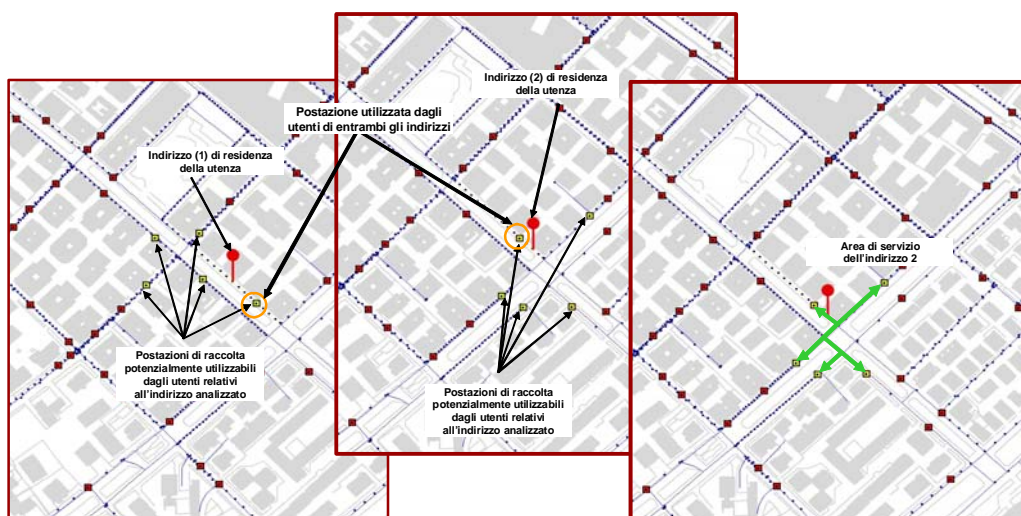 Indirizzo (1) di residenza
della utenza
Postazioni di raccolta
potenzialmente utilizzabili
dagli utenti relativi
all'indirizzo analizzato
Postazione utilizzata dagli
utenti di entrambi gli indirizzi
Indirizzo (2) di residenza
della utenza
Postazioni di raccolta
potenzialmente utilizzabili
dagli utenti relativi
all'indirizzo analizzato
Area di servizio
dell'indirizzo 2